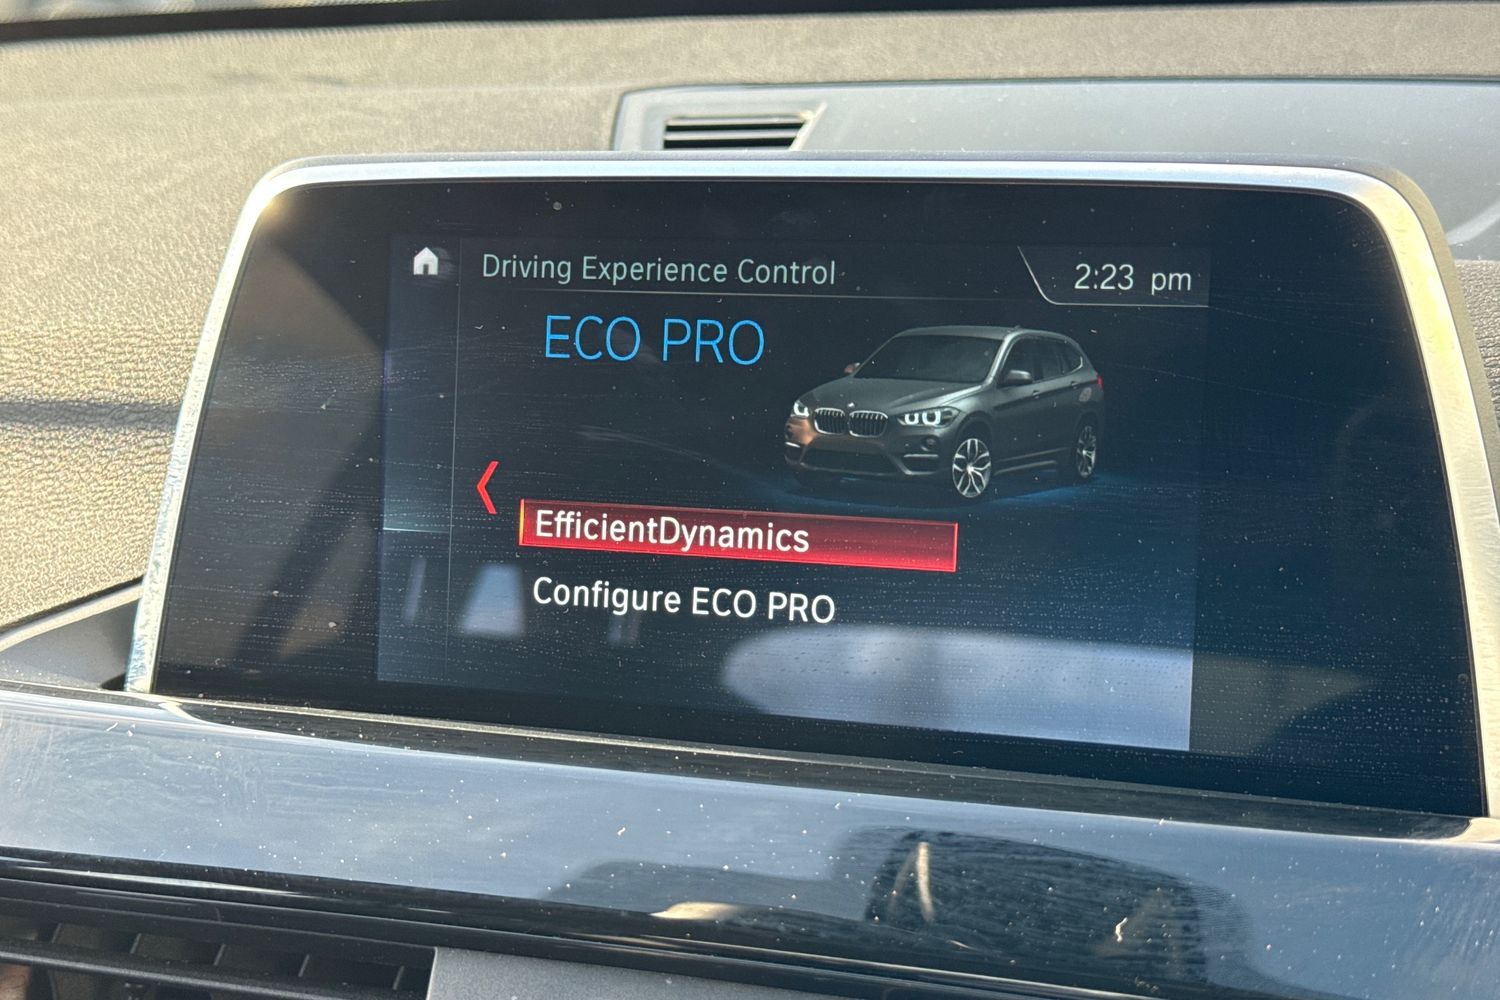 Driving Experience Control
2:23 pm
ECO PRO
EfficientDynamics
Configure ECO PRO